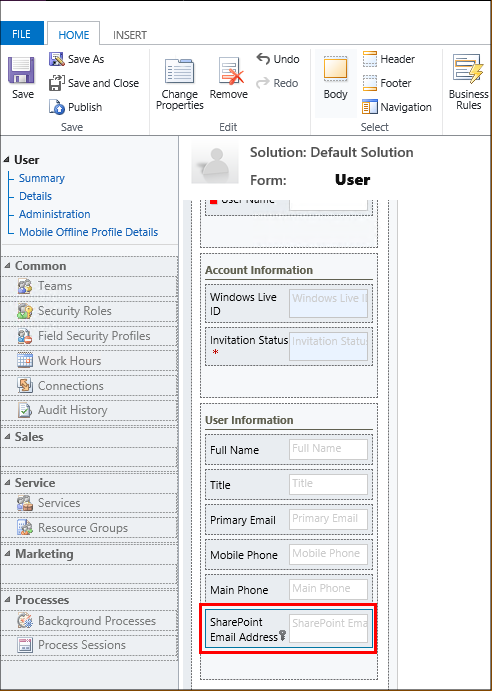 FILE
HOME
INSERT
Save
Save As
Save and Close
Publish
Save
Change
Properties
Remove
Undo
Redo
Edit
Body
Header
Footer
Navigation
Select
Business
Rules
User
Summary
Details
Administration
Mobile Offline Profile Details
Common
Teams
Security Roles
Field Security Profiles
Work Hours
Connections
Audit History
Sales
Service
Services
Resource Groups
Marketing
Processes
Background Processes
Process Sessions
Solution: Default Solution
Form: User
User Name
Account Information
Windows Live
ID
Windows Live I
Invitation Status
*
Invitation Status
User Information
Full Name Full Name
Title Title
Primary Email Primary Email
Mobile Phone Mobile Phone
Main Phone Main Phone
SharePoint
Email Address
SharePoint Ema